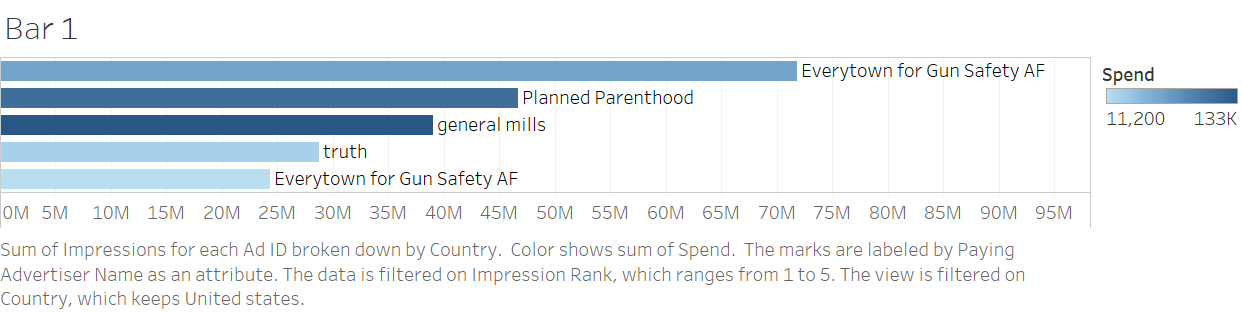 Bar 1
Everytown for Gun Safety AF
Planned Parenthood
general mills
truth
Everytown for Gun Safety AF
0M 5M 10M 15M 20M 25M 30M 35M 40M 45M 50M 55M 60M 65M 70M 75M 80M 85M 90M 95M
Spend
11,200 133K
Sum of Impressions for each Ad ID broken down by Country.  Color shows sum of Spend.  The marks are labeled by Paying
Advertiser Name as an attribute. The data is filtered on Impression Rank, which ranges from 1 to 5. The view is filtered on
Country, which keeps United states.